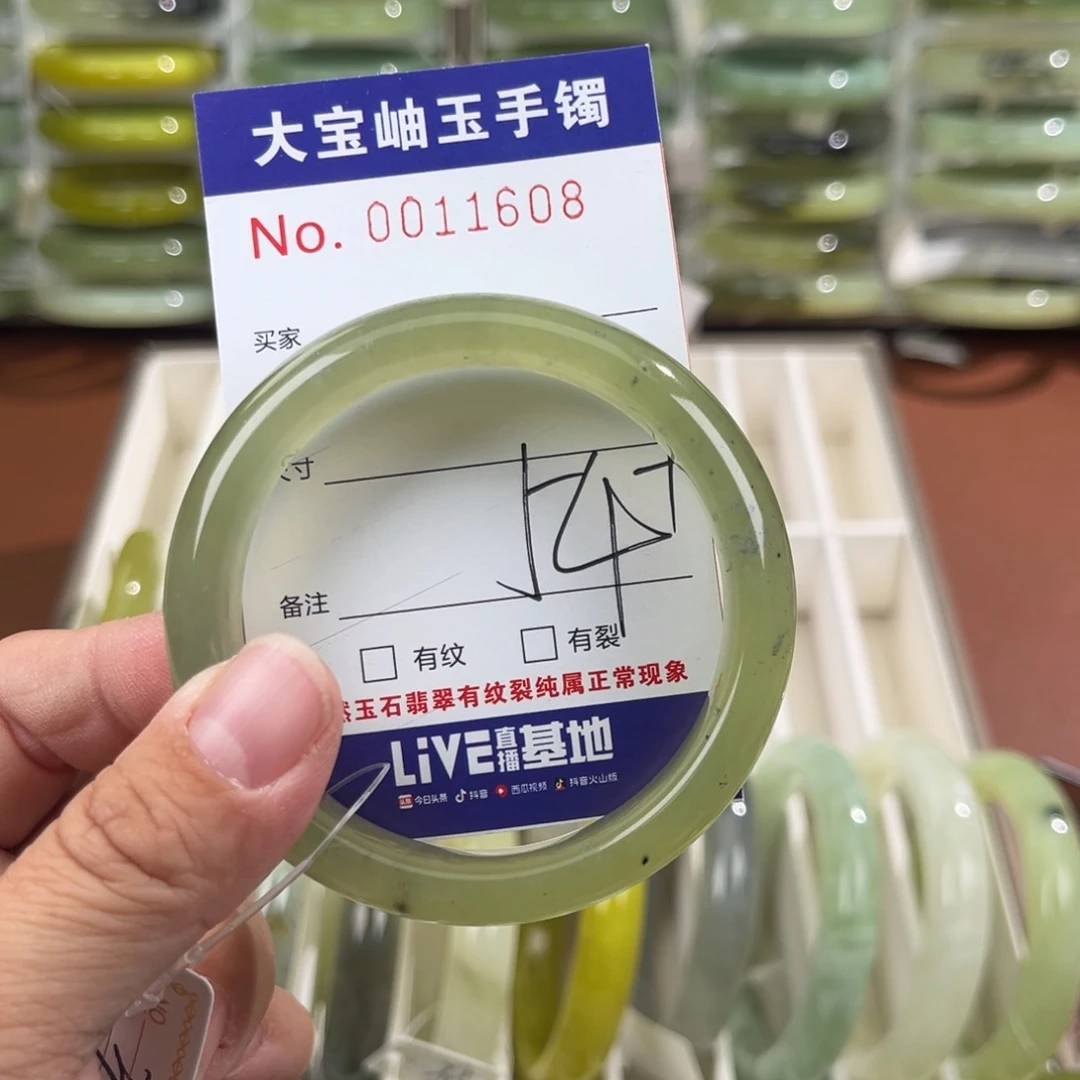 大宝岫玉手镯
No. 0011608
买家
寸
备注
□ 有纹 □ 有裂
玉石翡翠有纹裂纯属正常现象
LiVE直播基地
今日头条 抖音 西瓜视频 抖音火山版